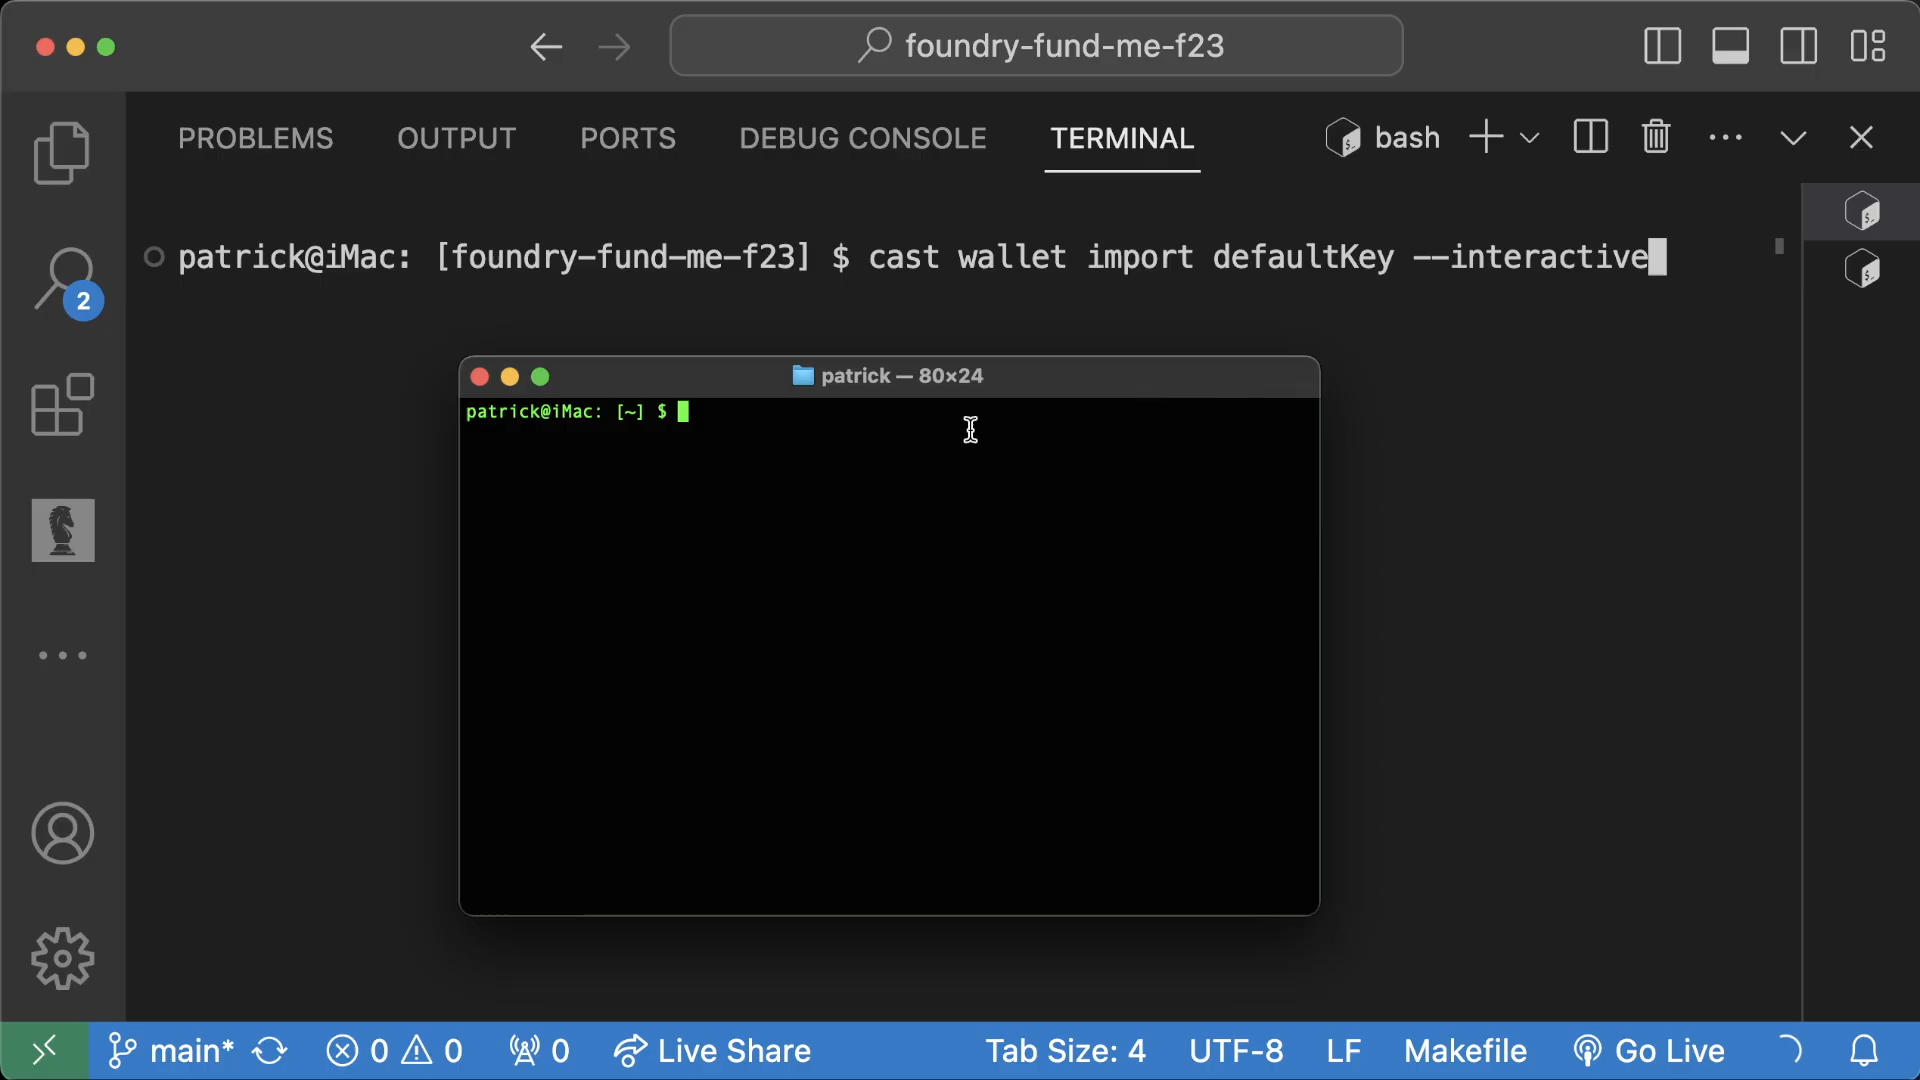 foundry-fund-me-f23
PROBLEMS OUTPUT PORTS DEBUG CONSOLE TERMINAL bash
patrick@iMac: [foundry-fund-me-f23] $ cast wallet import defaultKey --interactive
2
patrick — 80×24
patrick@iMac: [~] $
main* 0 0 0 Live Share Tab Size: 4 UTF-8 LF Makefile Go Live